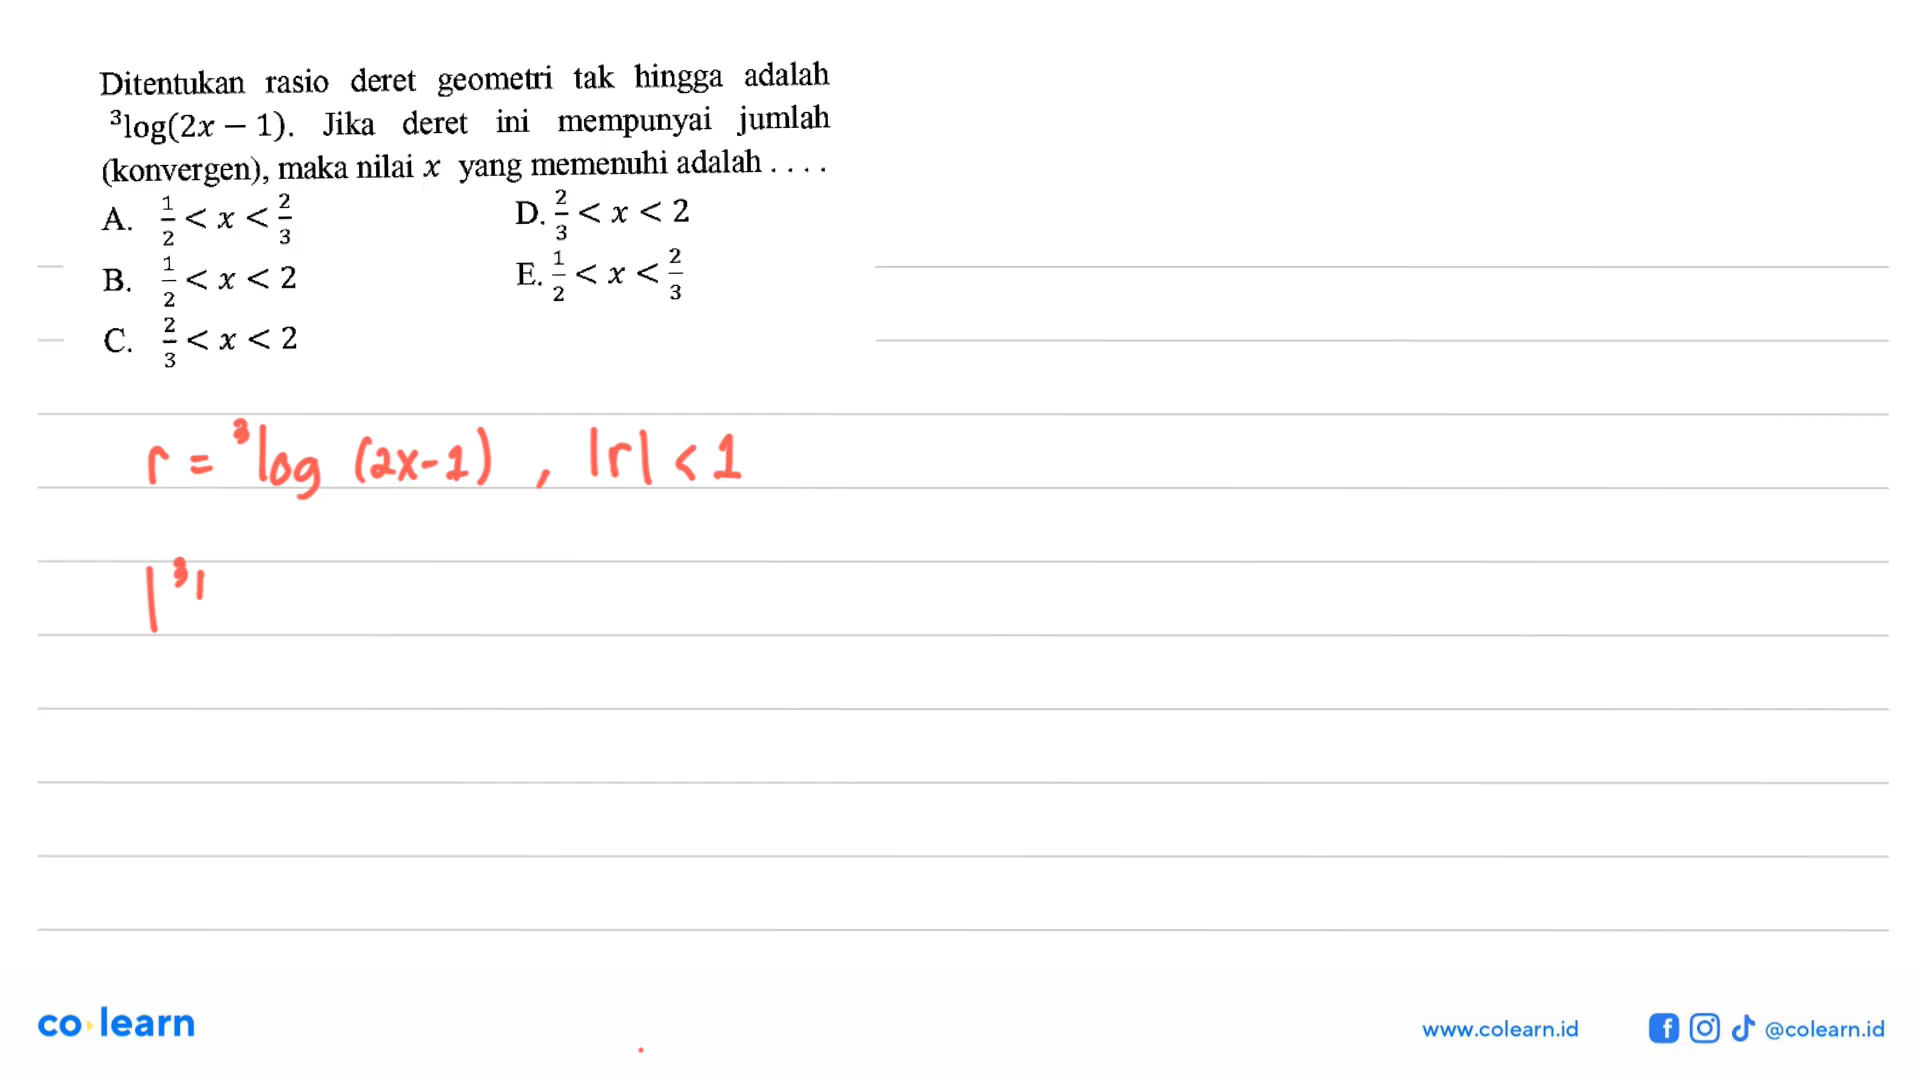 Ditentukan rasio deret geometri tak hingga adalah
³log(2x − 1). Jika deret ini mempunyai jumlah
(konvergen), maka nilai x yang memenuhi adalah . . . .
A. 1/2 < x < 2/3
B. 1/2 < x < 2
C. 2/3 < x < 2
D. 2/3 < x < 2
E. 1/2 < x < 2/3
r = ³log (2x-1) , |r| < 1
|³l
co learn
www.colearn.id
@colearn.id